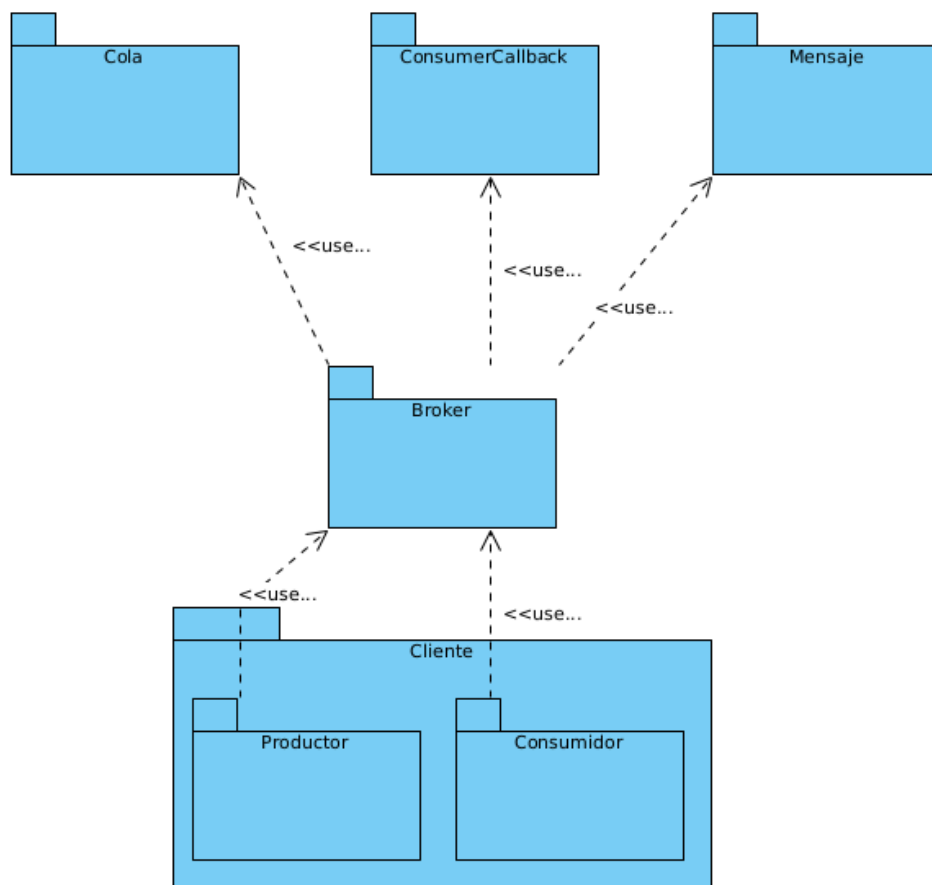 Cola
ConsumerCallback
Mensaje
<<use...
<<use...
<<use...
Broker
<<use...
<<use...
Cliente
Productor
Consumidor